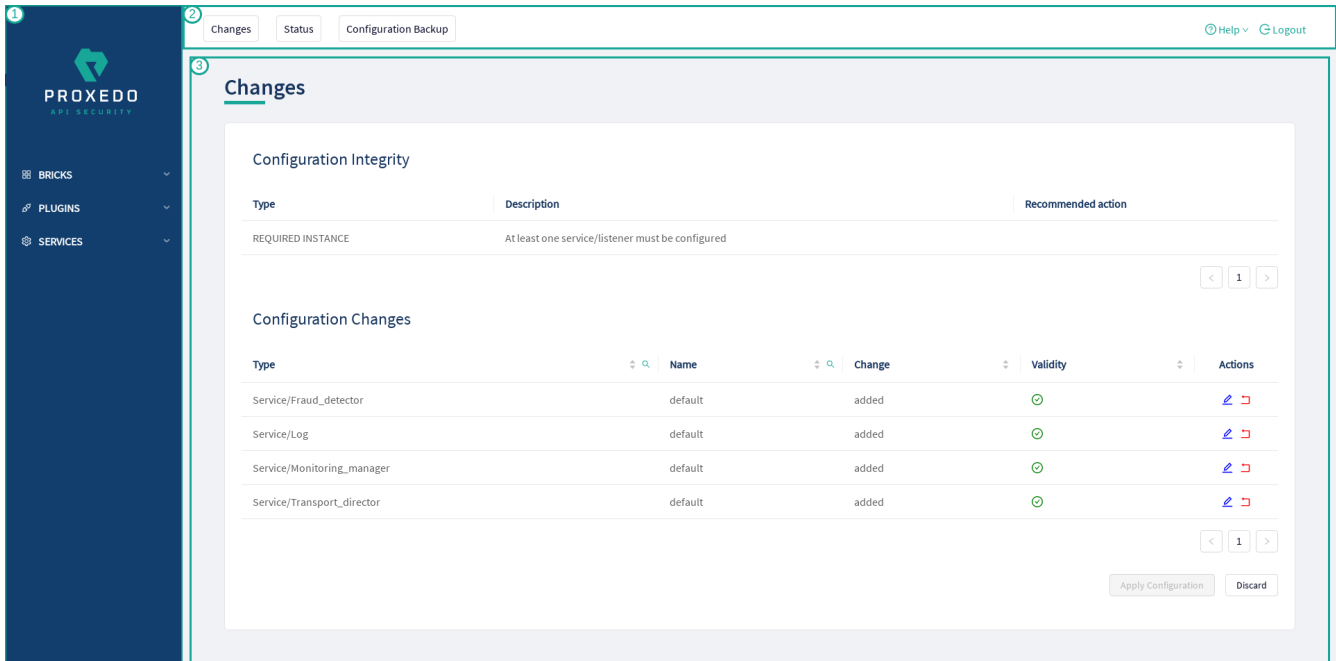 1
2
Changes Status Configuration Backup Help Logout
3
PROXEDO
API SECURITY
BRICKS
PLUGINS
SERVICES
Changes
Configuration Integrity
Type Description Recommended action
REQUIRED INSTANCE At least one service/listener must be configured
< 1 >
Configuration Changes
Type Name Change Validity Actions
Service/Fraud_detector default added
Service/Log default added
Service/Monitoring_manager default added
Service/Transport_director default added
< 1 >
Apply Configuration Discard